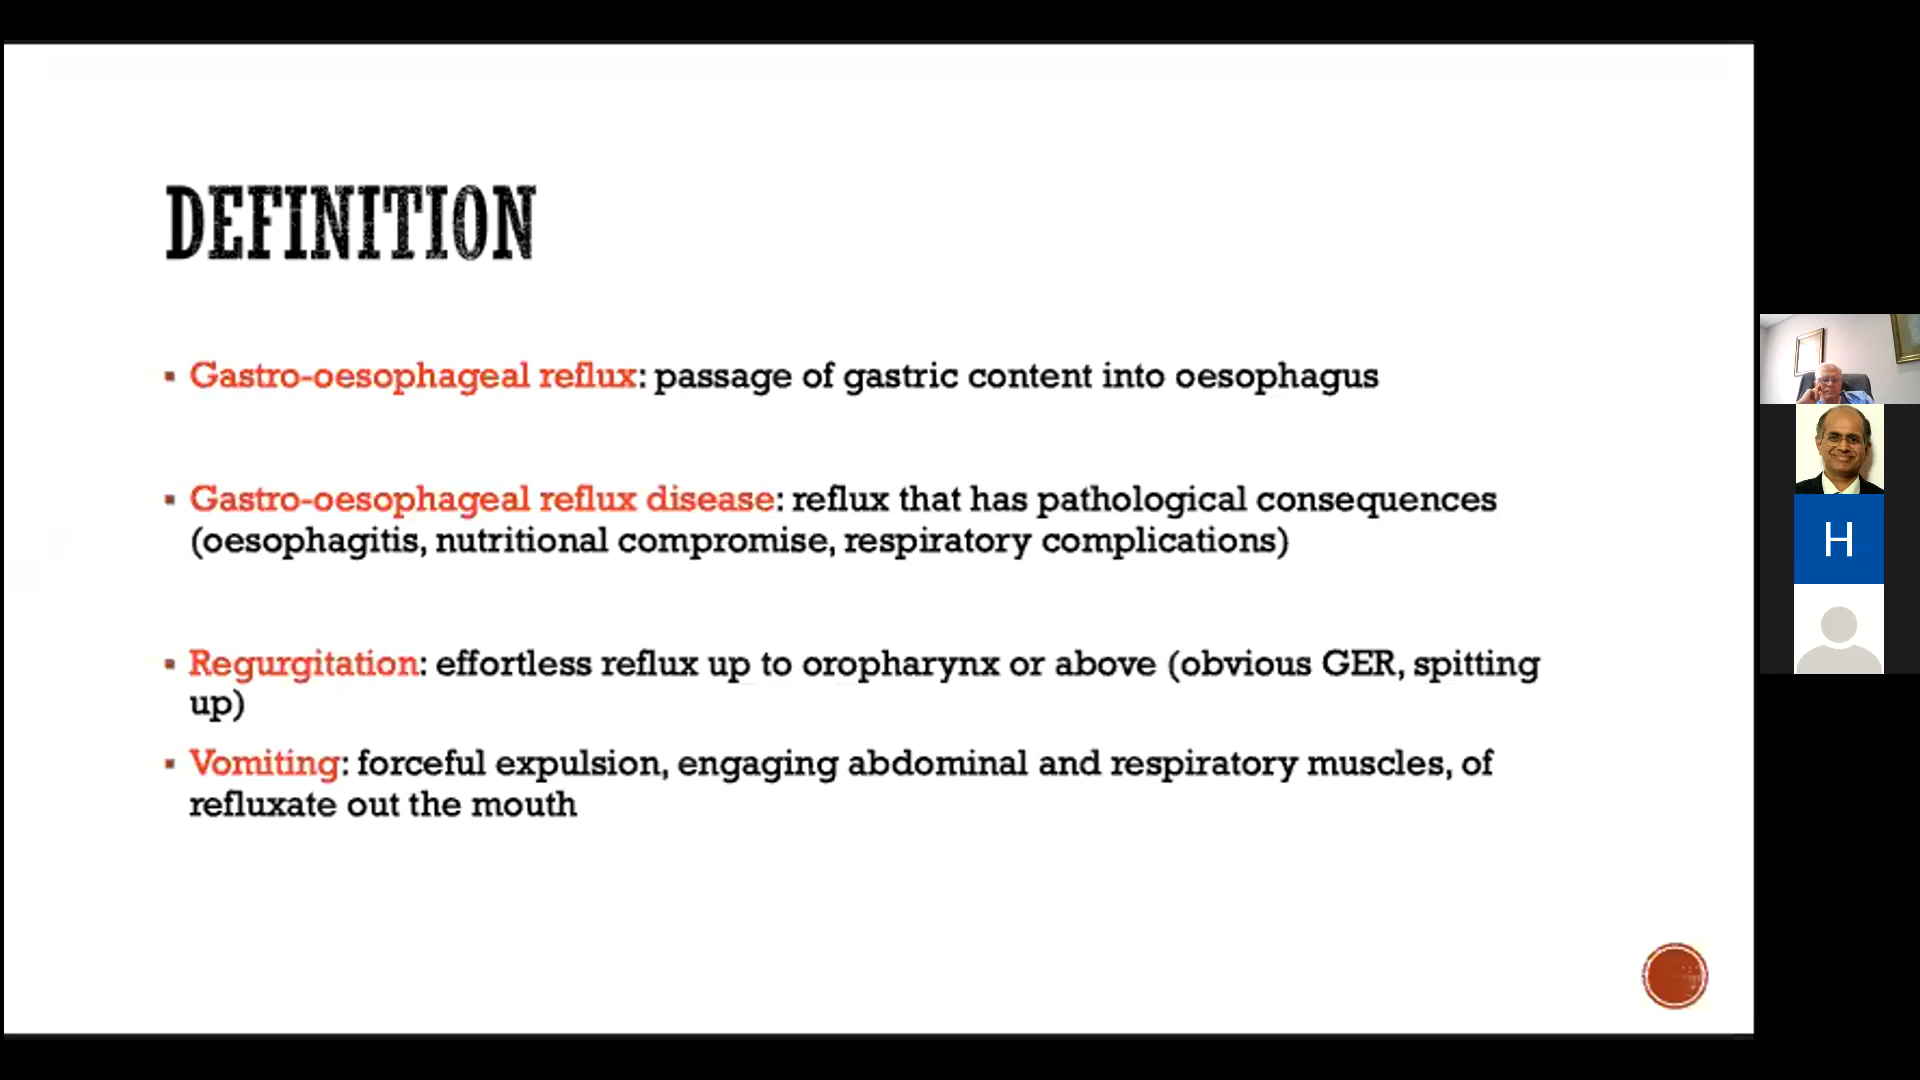 DEFINITION
▪ Gastro-oesophageal reflux: passage of gastric content into oesophagus
▪ Gastro-oesophageal reflux disease: reflux that has pathological consequences
(oesophagitis, nutritional compromise, respiratory complications)
▪ Regurgitation: effortless reflux up to oropharynx or above (obvious GER, spitting
up)
▪ Vomiting: forceful expulsion, engaging abdominal and respiratory muscles, of
refluxate out the mouth
H